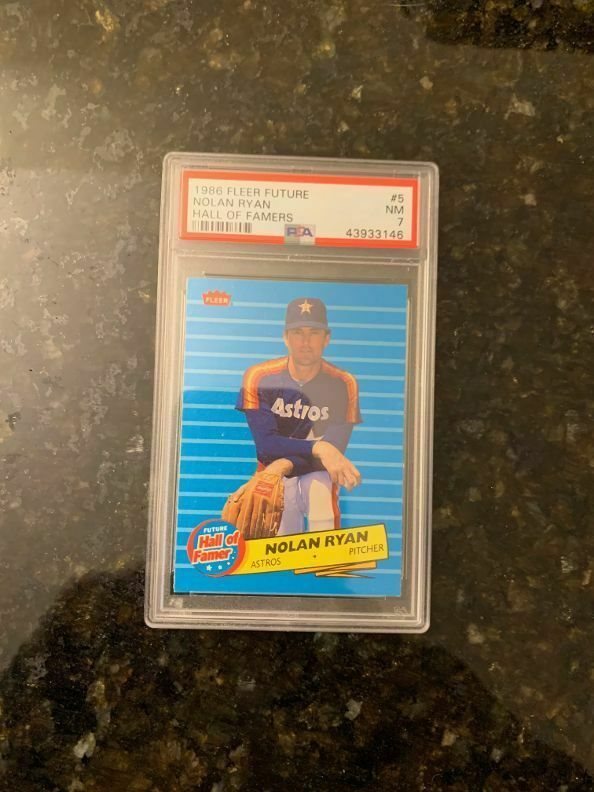 1986 FLEER FUTURE #5
NOLAN RYAN NM
HALL OF FAMERS 7
PSA 43933146
FLEER
Astros
FUTURE
Hall of
Famer
NOLAN RYAN
ASTROS PITCHER